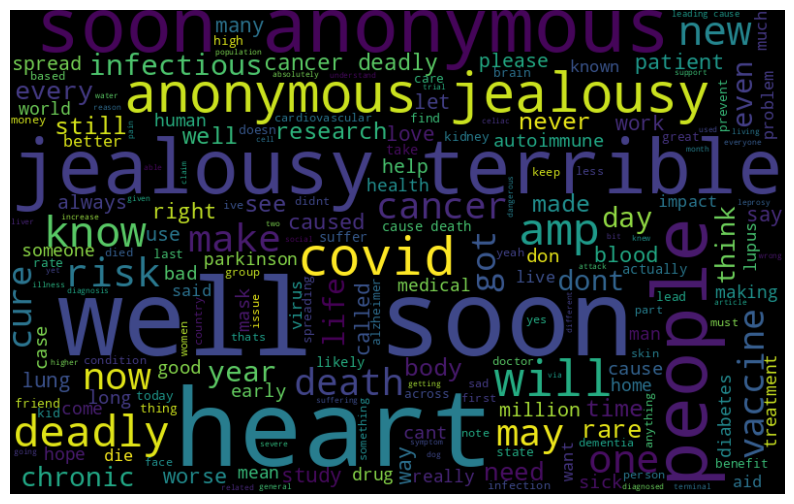 soon anonymous
many
high
population
leading cause
new
much
spread
infectious
cancer deadly
please
patient
based
absolutely
understand
care
trial
brain
known
support
every
anonymous jealousy
let
even
prevent
problem
world
water
reason
cardiovascular
find
money
still
human
research
love
never
work
great
used
living
better
pain
well
doesn
cell
kidney
celiac
autoimmune
month
everyone
take
jealousy terrible
able
claim
help
health
keep
less
dangerous
leprosy
always
given
ive
see
didnt
cancer
made
impact
say
liver
increase
two
right
caused
cause death
amp
day
think
lupus
know
make
social
suffer
covid
got
don
hit
knew
wrong
someone
use
yet
died
last
parkinson
yeah
dont
blood
people
rate
risk
bad
group
medical
live
actually
attack
cure
illness
diagnosis
said
mask
issue
virus
spreading
life
alzheimer
called
lead
making
article
case
well soon
women
country
thats
yes
part
man
must
vaccine
different
higher
condition
likely
body
doctor
skin
cause
lung
now
good
year
death
getting
sad
will
via
home
diabetes
treatment
friend
long
today
early
across
first
suffering
million
dementia
anything
kid
come
thing
heart
something
cant
time
deadly
die
face
severe
note
may
rare
going
hope
symptom
dog
state
want
one
benefit
chronic
worse
mean
study
drug
way
really
need
sick
person
aid
related
general
infection
diagnosed
terminal